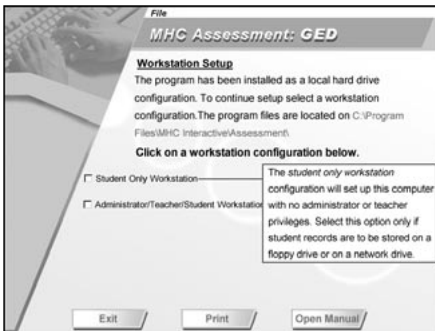 File
MHC Assessment: GED
Workstation Setup
The program has been installed as a local hard drive
configuration. To continue setup select a workstation
configuration.The program files are located on C:\Program
Files\MHC Interactive\Assessment\
Click on a workstation configuration below.
Student Only Workstation
The student only workstation
configuration will set up this computer
Administrator/Teacher/Student Workstation
with no administrator or teacher
privileges. Select this option only if
student records are to be stored on a
floppy drive or on a network drive.
Exit
Print
Open Manual